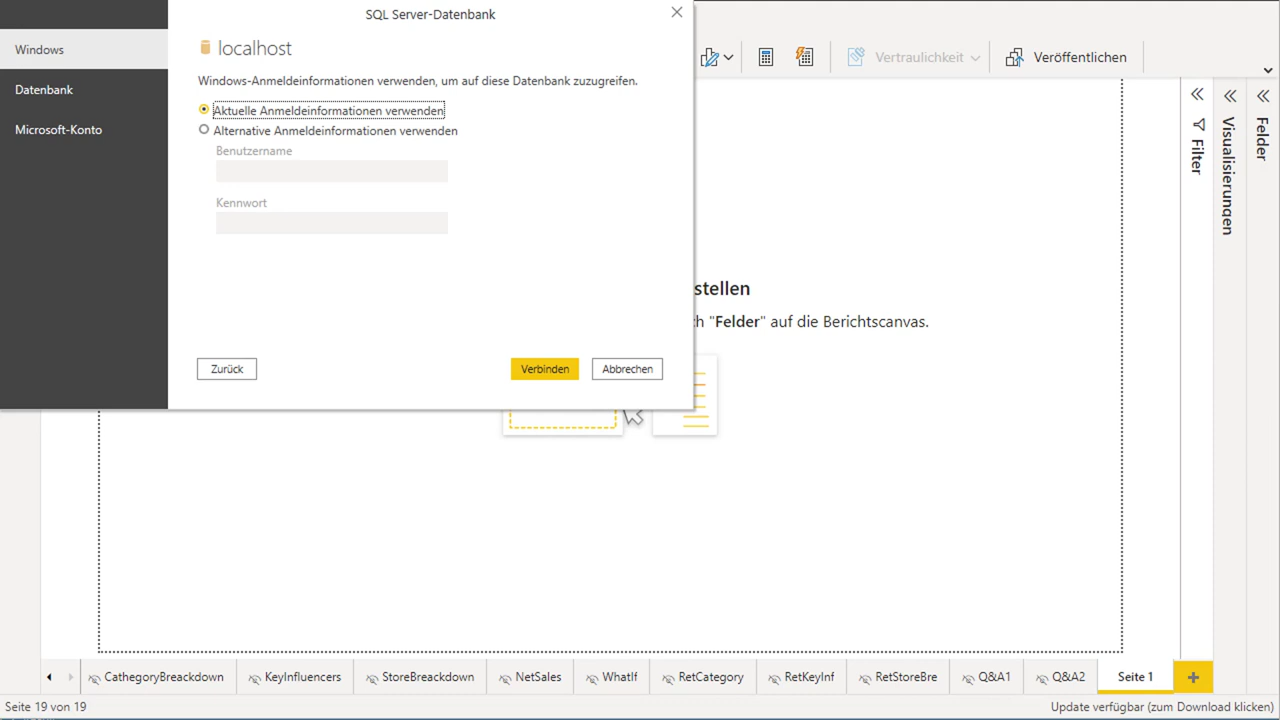 SQL Server-Datenbank
Windows
Datenbank
Microsoft-Konto
localhost
Windows-Anmeldeinformationen verwenden, um auf diese Datenbank zuzugreifen.
Aktuelle Anmeldeinformationen verwenden
Alternative Anmeldeinformationen verwenden
Benutzername
Kennwort
Zurück
Verbinden
Abbrechen
Vertraulichkeit
Veröffentlichen
Filter
Visualisierungen
Felder
stellen
h "Felder" auf die Berichtscanvas.
CathegoryBreackdown
KeyInfluencers
StoreBreakdown
NetSales
WhatIf
RetCategory
RetKeyInf
RetStoreBre
Q&A1
Q&A2
Seite 1
Seite 19 von 19
Update verfügbar (zum Download klicken)